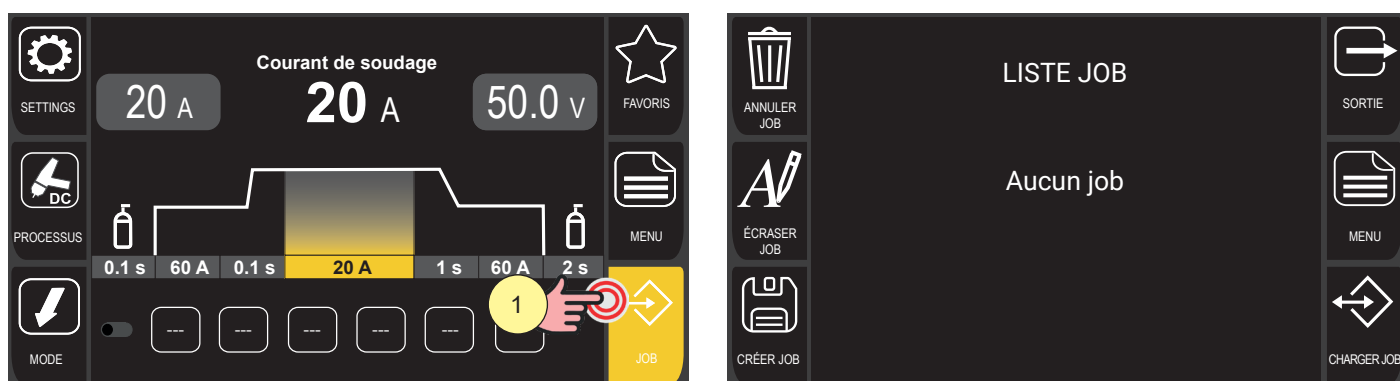 SETTINGS
PROCESSUS
DC
MODE
Courant de soudage
20 A
20 A
50.0 V
0.1 s 60 A 0.1 s 20 A 1 s 60 A 2 s
--- --- --- --- ---
1
FAVORIS
MENU
JOB
ANNULER
JOB
ÉCRASER
JOB
CRÉER JOB
LISTE JOB
Aucun job
SORTIE
MENU
CHARGER JOB